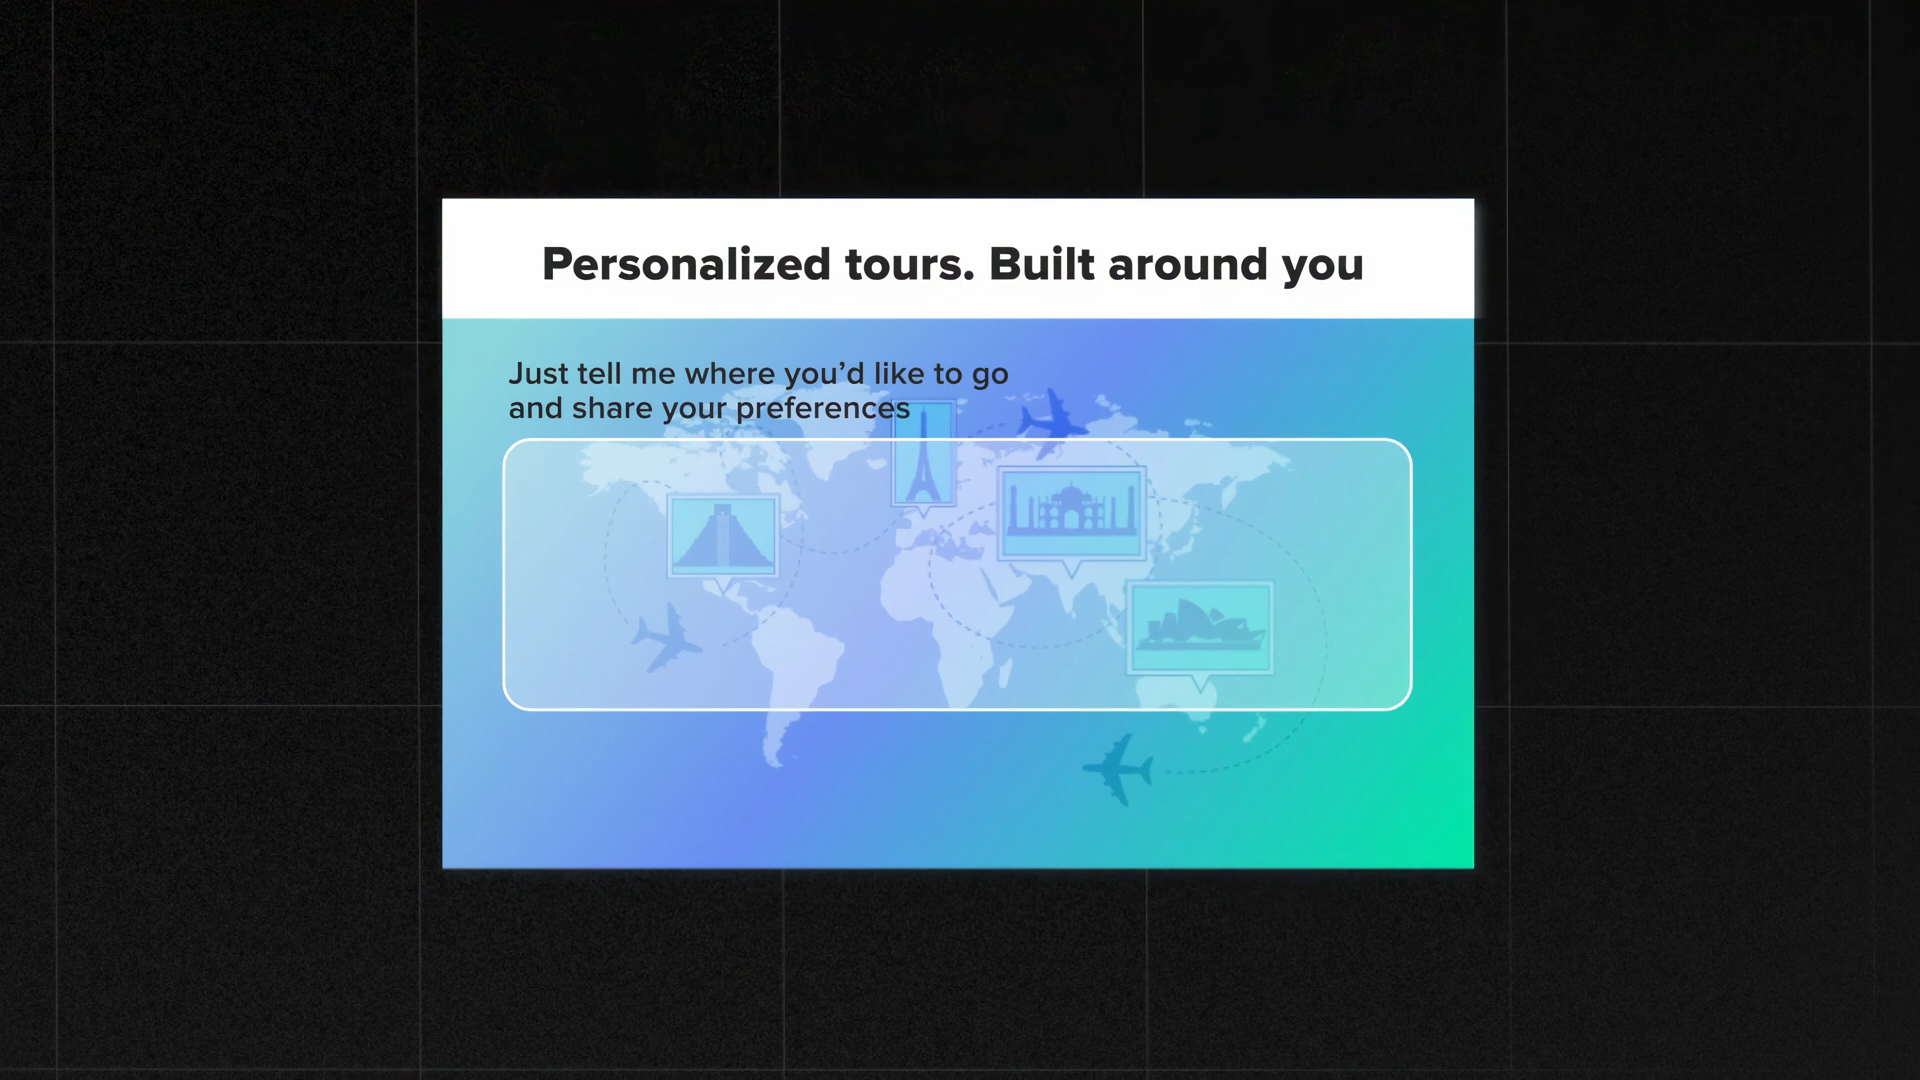 Personalized tours. Built around you
Just tell me where you’d like to go
and share your preferences